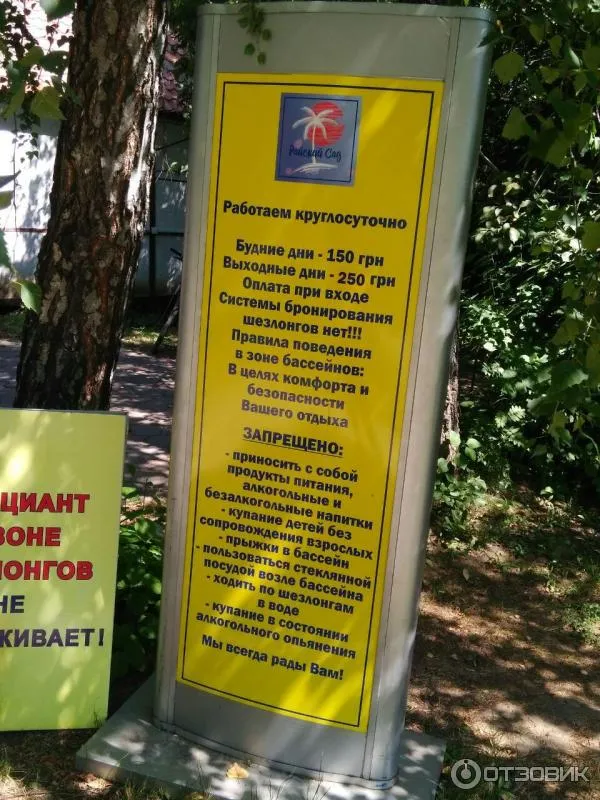 Райский Сад
Работаем круглосуточно
Будние дни - 150 грн
Выходные дни - 250 грн
Оплата при входе
Системы бронирования
шезлонгов нет!!!
Правила поведения
в зоне бассейнов:
В целях комфорта и
безопасности
Вашего отдыха
ЗАПРЕЩЕНО:
- приносить с собой
продукты питания,
алкогольные и
безалкогольные напитки
- купание детей без
сопровождения взрослых
- прыжки в бассейн
- пользоваться стеклянной
посудой возле бассейна
- ходить по шезлонгам
в воде
- купание в состоянии
алкогольного опьянения
Мы всегда рады Вам!
ЦИАНТ
ЗОНЕ
ЛОНГОВ
НЕ
ЖИВАЕТ!
ОТЗОВИК